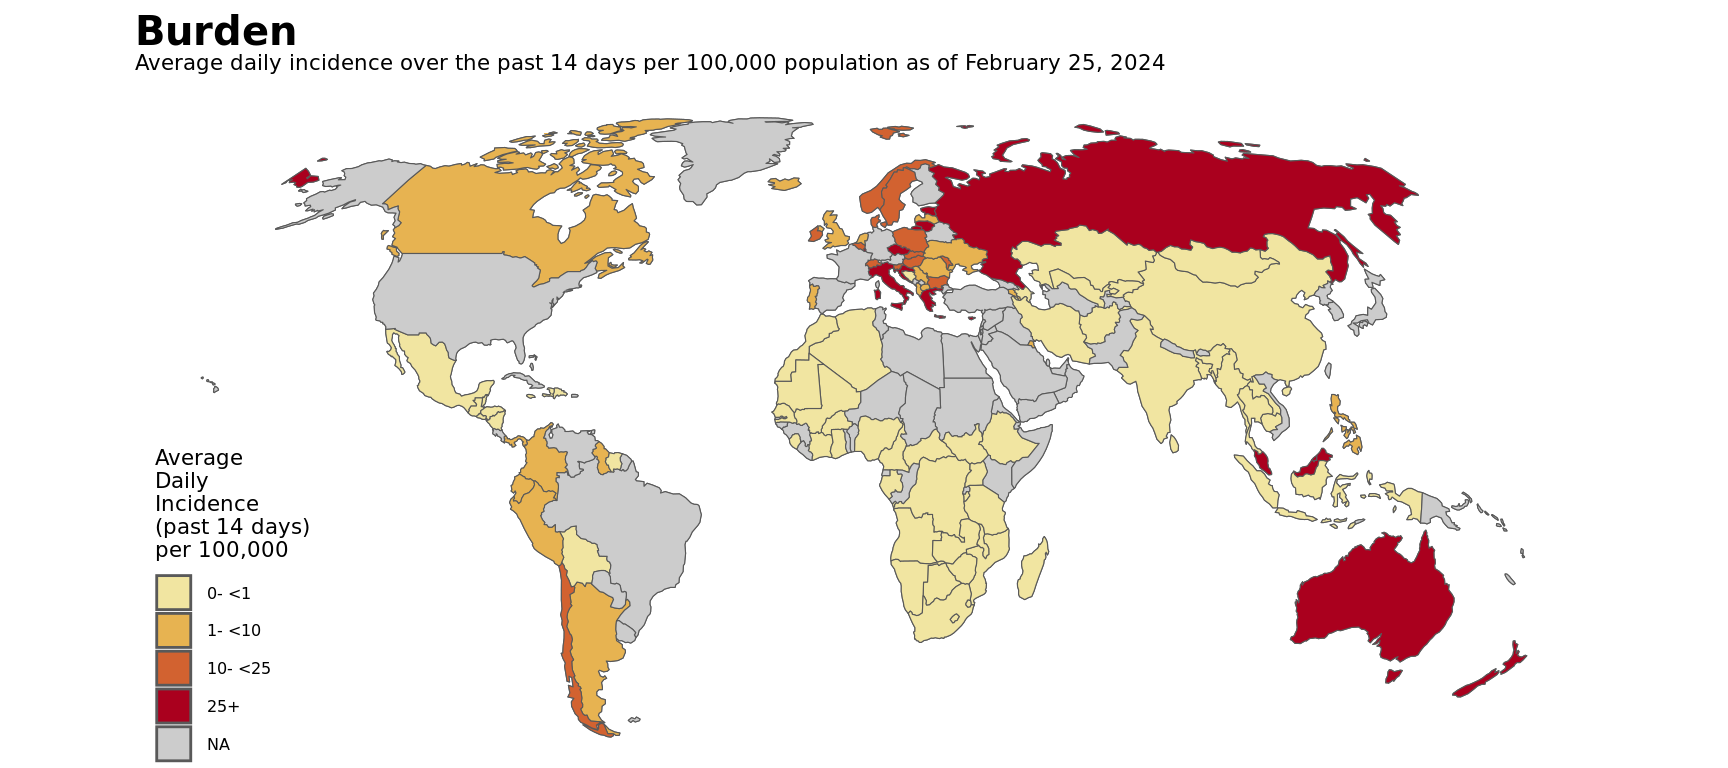 Burden
Average daily incidence over the past 14 days per 100,000 population as of February 25, 2024
Average
Daily
Incidence
(past 14 days)
per 100,000
0- <1
1- <10
10- <25
25+
NA